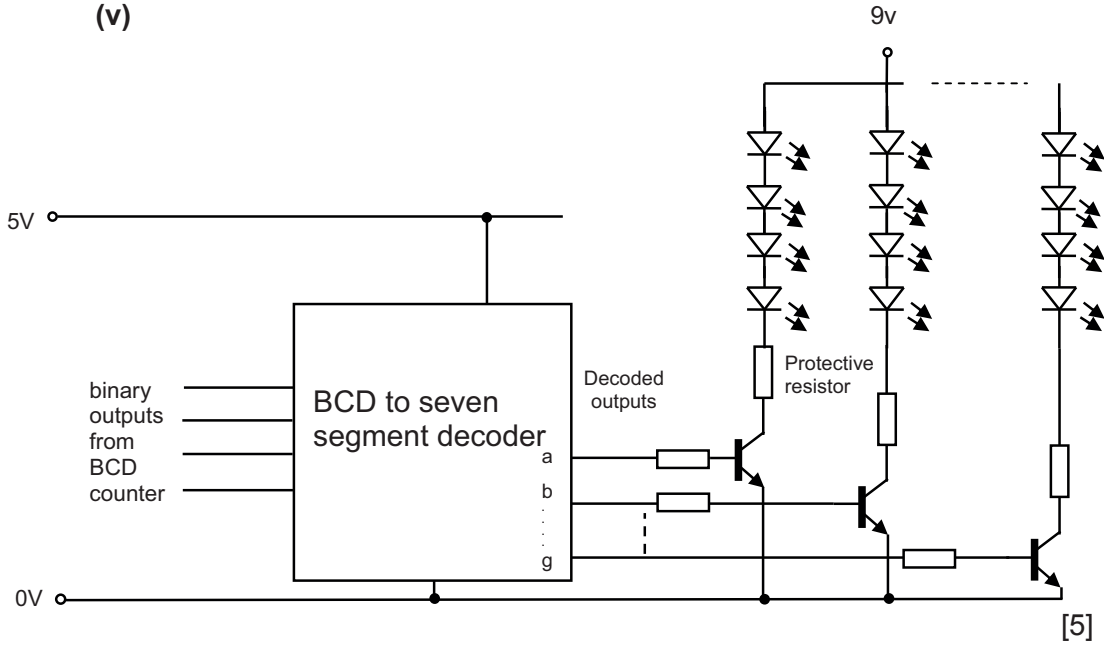 (v)
9v
5V
binary
outputs
from
BCD
counter
BCD to seven
segment decoder
a
b
g
Decoded
outputs
Protective
resistor
0V
[5]